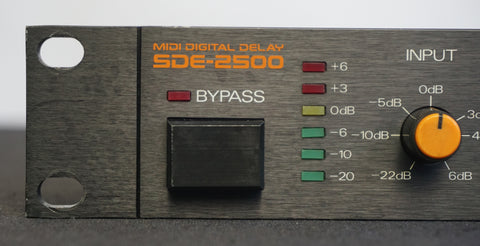 MIDI DIGITAL DELAY
SDE-2500
BYPASS
+6
+3
0dB
-6
-10
-20
INPUT
0dB
-5dB
-10dB
-22dB
6dB